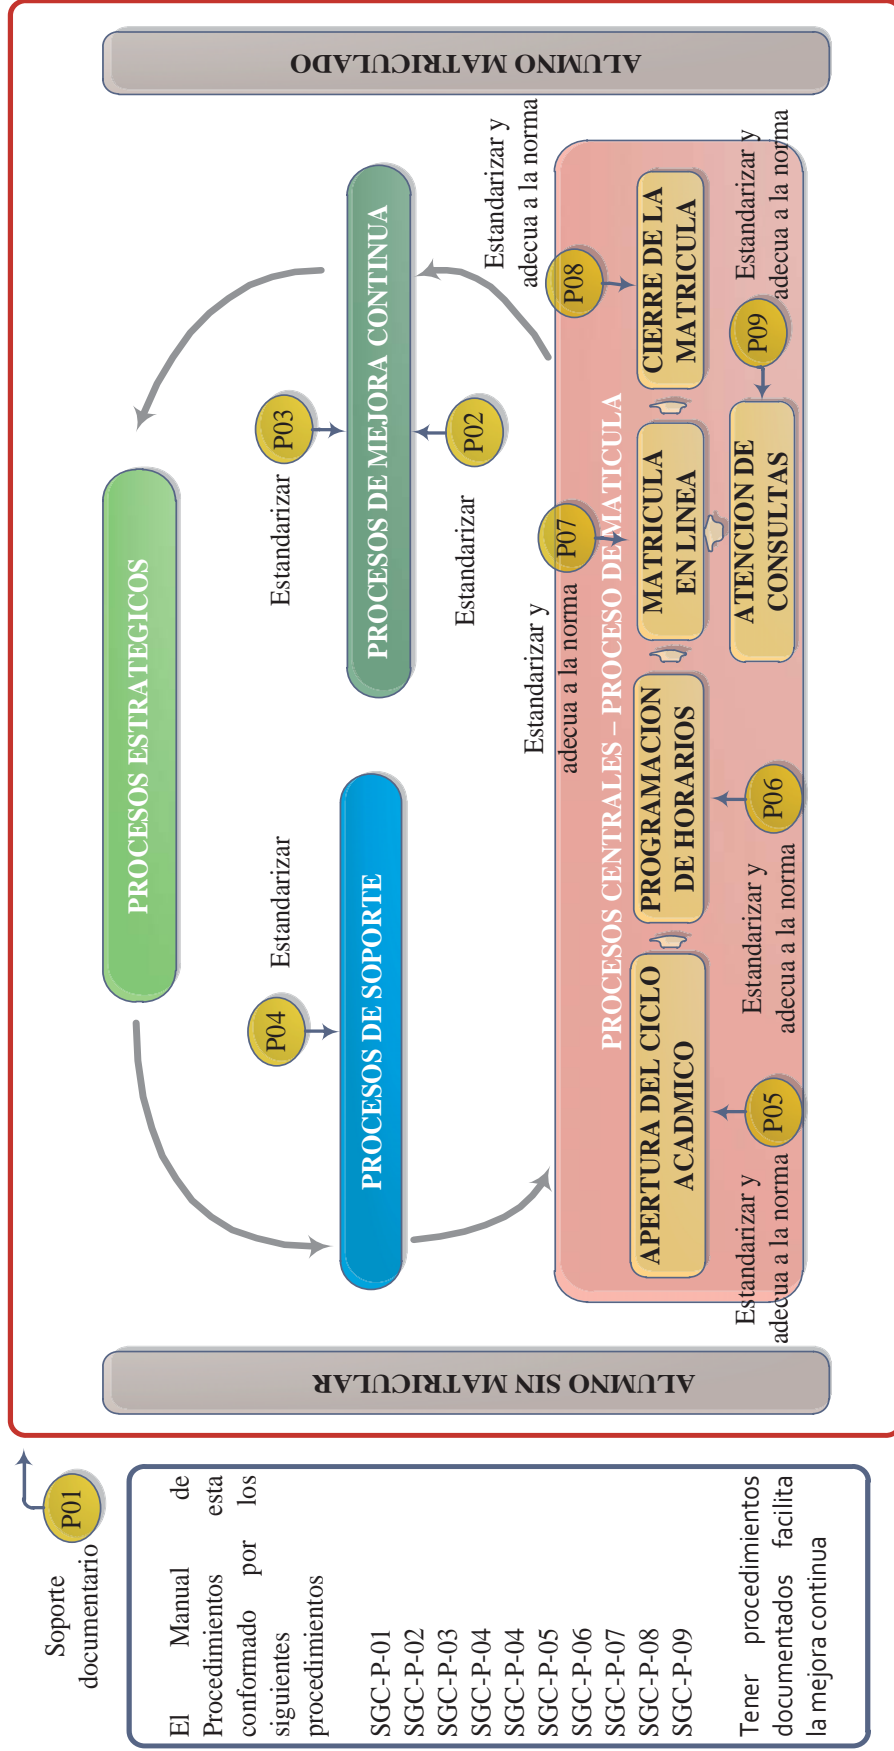 Soporte
documentario
P01
El Manual de
Procedimientos esta
conformado por los
siguientes
procedimientos
SGC-P-01
SGC-P-02
SGC-P-03
SGC-P-04
SGC-P-04
SGC-P-05
SGC-P-06
SGC-P-07
SGC-P-08
SGC-P-09
Tener procedimientos
documentados facilita
la mejora continua
ALUMNO SIN MATRICULAR
PROCESOS ESTRATEGICOS
P04
Estandarizar
PROCESOS DE SOPORTE
Estandarizar
P03
PROCESOS DE MEJORA CONTINUA
Estandarizar
P02
PROCESOS CENTRALES – PROCESO DE MATICULA
Estandarizar y
adecua a la norma
P07
Estandarizar y
adecua a la norma
P08
APERTURA DEL CICLO
ACADMICO
PROGRAMACION
DE HORARIOS
MATRICULA
EN LINEA
CIERRE DE LA
MATRICULA
ATENCION DE
CONSULTAS
Estandarizar y
adecua a la norma
P05
Estandarizar y
adecua a la norma
P06
P09
Estandarizar y
adecua a la norma
ALUMNO MATRICULADO